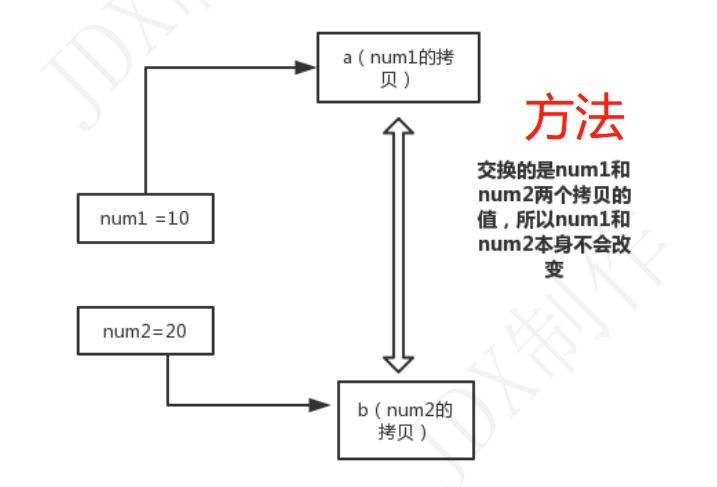 a（num1的拷
贝）
方法
交换的是num1和
num2两个拷贝的
值，所以num1和
num2本身不会改
变
num1 =10
num2=20
b（num2的
拷贝）
JDX制作
JDX制作